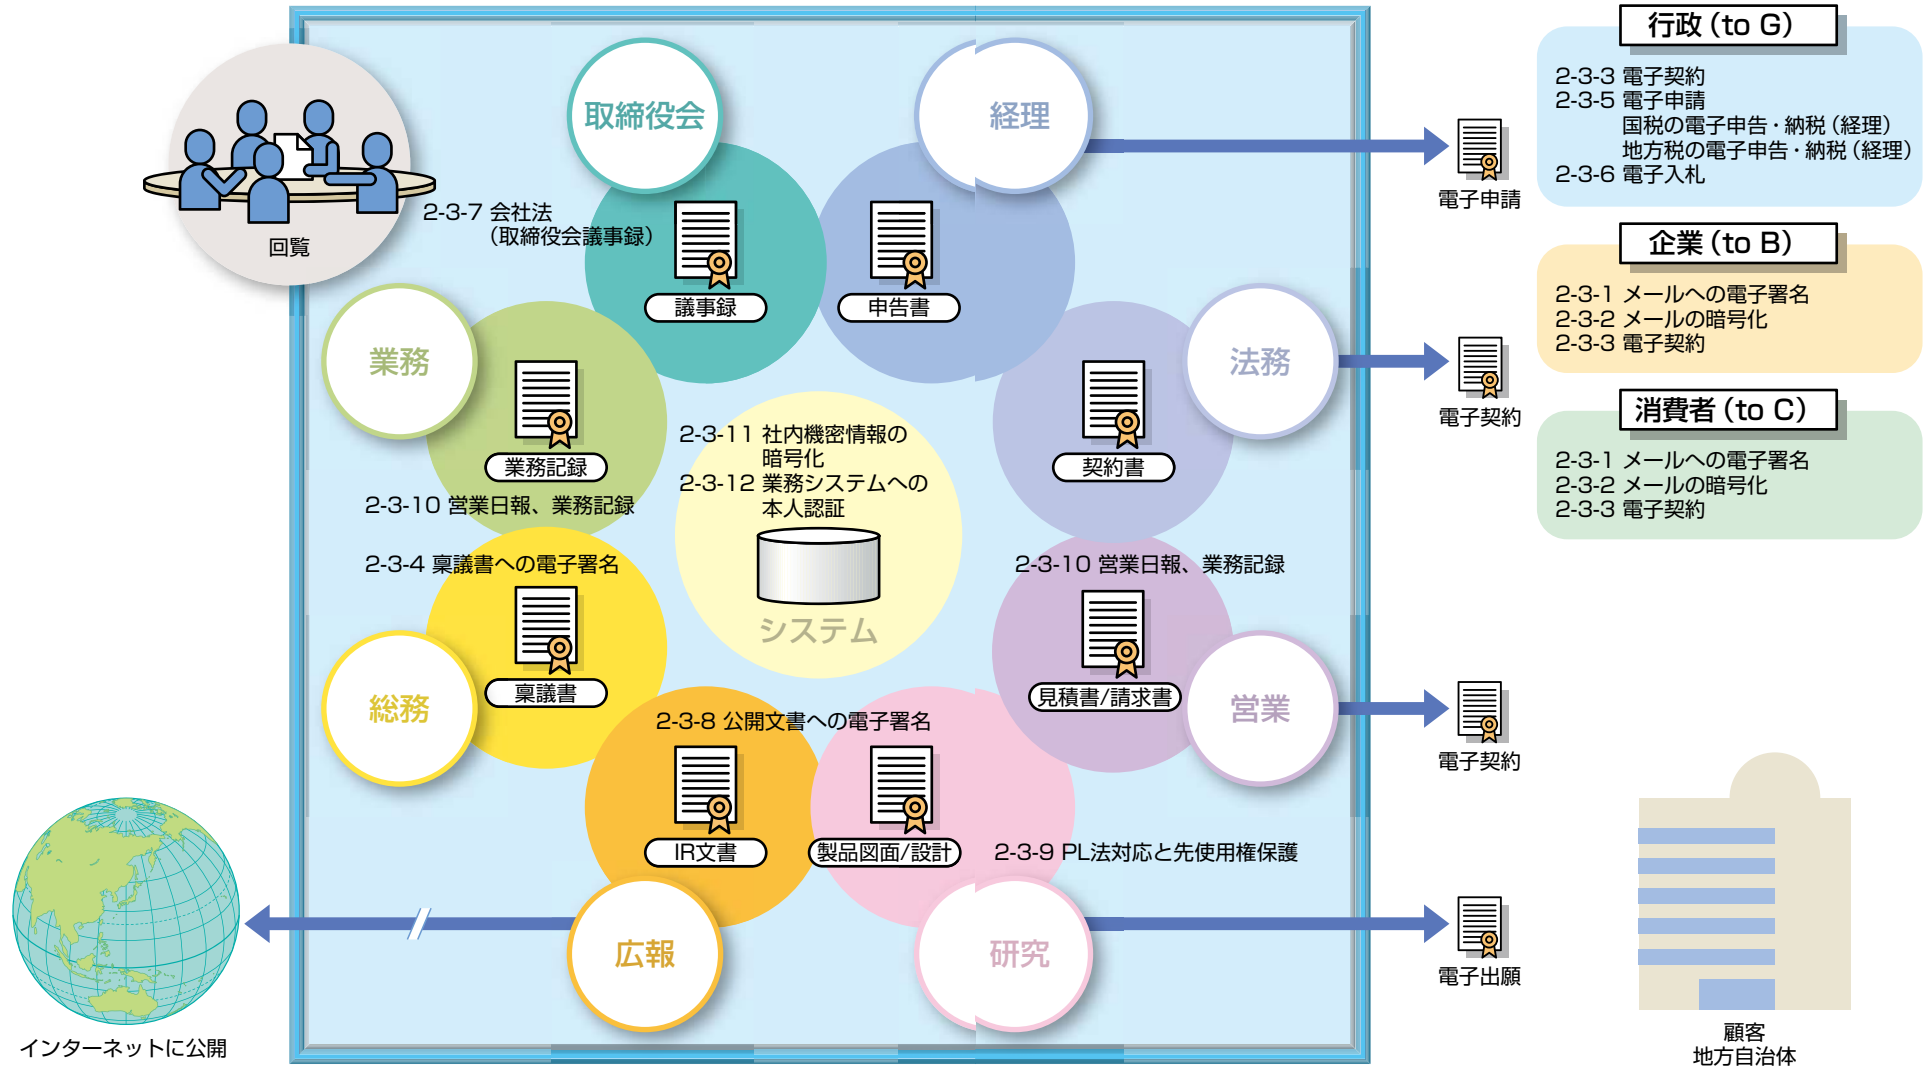 取締役会
経理
回覧
2-3-7 会社法
（取締役会議事録）
議事録
申告書
業務
法務
業務記録
契約書
2-3-10 営業日報、業務記録
2-3-11 社内機密情報の
暗号化
2-3-12 業務システムへの
本人認証
システム
2-3-4 稟議書への電子署名
2-3-10 営業日報、業務記録
総務
稟議書
見積書/請求書
営業
2-3-8 公開文書への電子署名
IR文書
製品図面/設計
2-3-9 PL法対応と先使用権保護
広報
研究
インターネットに公開
電子申請
電子契約
電子契約
電子出願
行政（to G）
2-3-3 電子契約
2-3-5 電子申請
国税の電子申告・納税（経理）
地方税の電子申告・納税（経理）
2-3-6 電子入札
企業（to B）
2-3-1 メールへの電子署名
2-3-2 メールの暗号化
2-3-3 電子契約
消費者（to C）
2-3-1 メールへの電子署名
2-3-2 メールの暗号化
2-3-3 電子契約
顧客
地方自治体